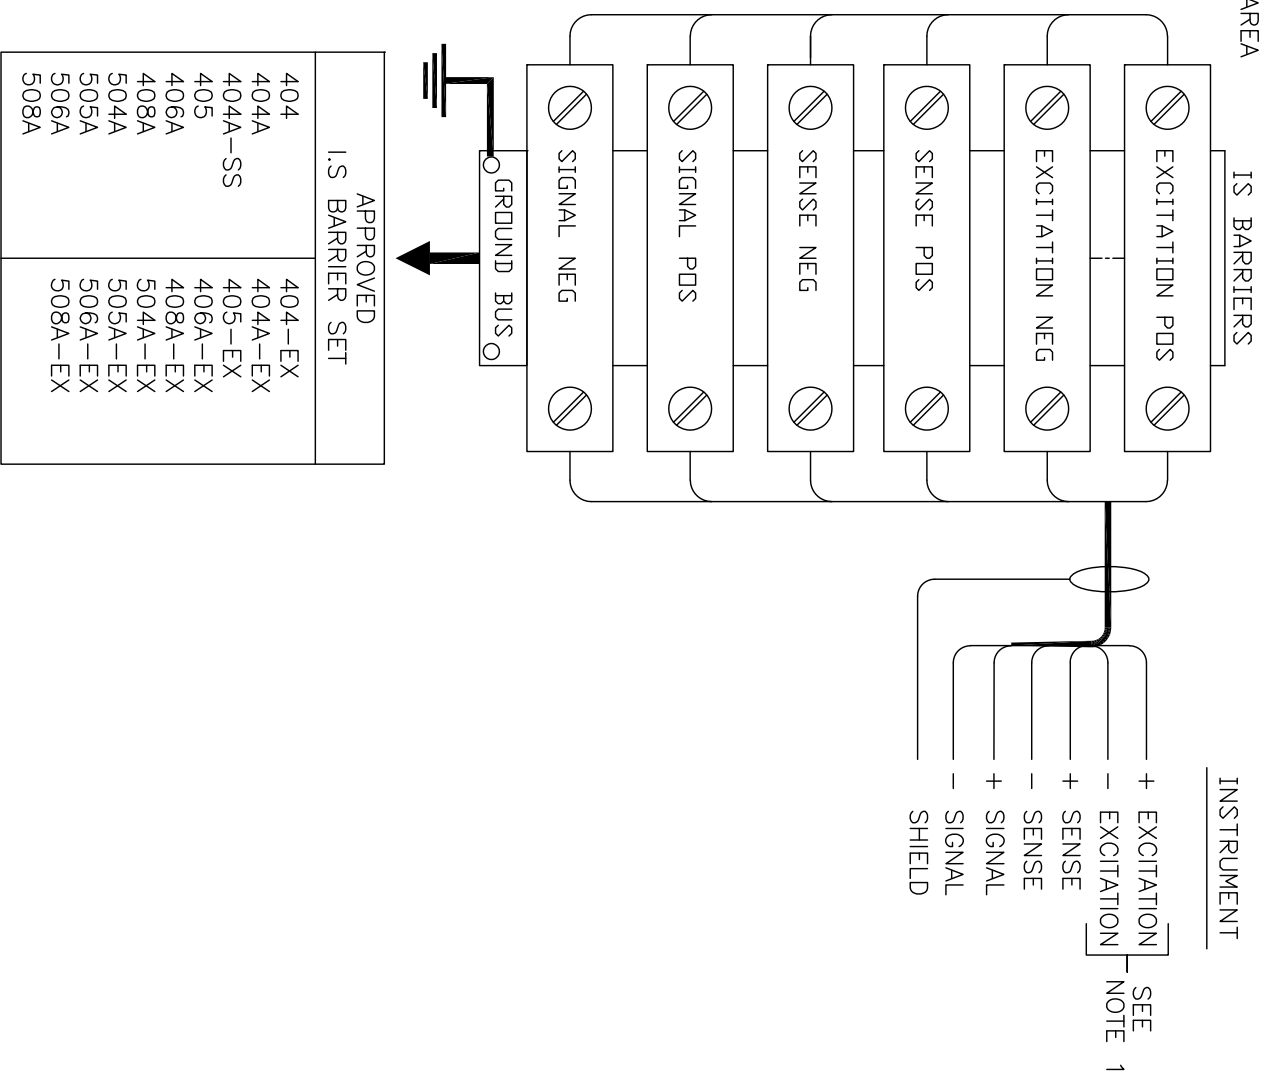 AREA
IS BARRIERS
INSTRUMENT
EXCITATION POS
EXCITATION NEG
SENSE POS
SENSE NEG
SIGNAL POS
SIGNAL NEG
GROUND BUS
+ EXCITATION
- EXCITATION
SEE
NOTE 1
+ SENSE
- SENSE
+ SIGNAL
- SIGNAL
SHIELD
APPROVED
I.S BARRIER SET
404 404-EX
404A 404A-EX
404A-SS 405-EX
405 406A-EX
406A 408A-EX
408A 504A-EX
504A 505A-EX
505A 506A-EX
506A 508A-EX
508A